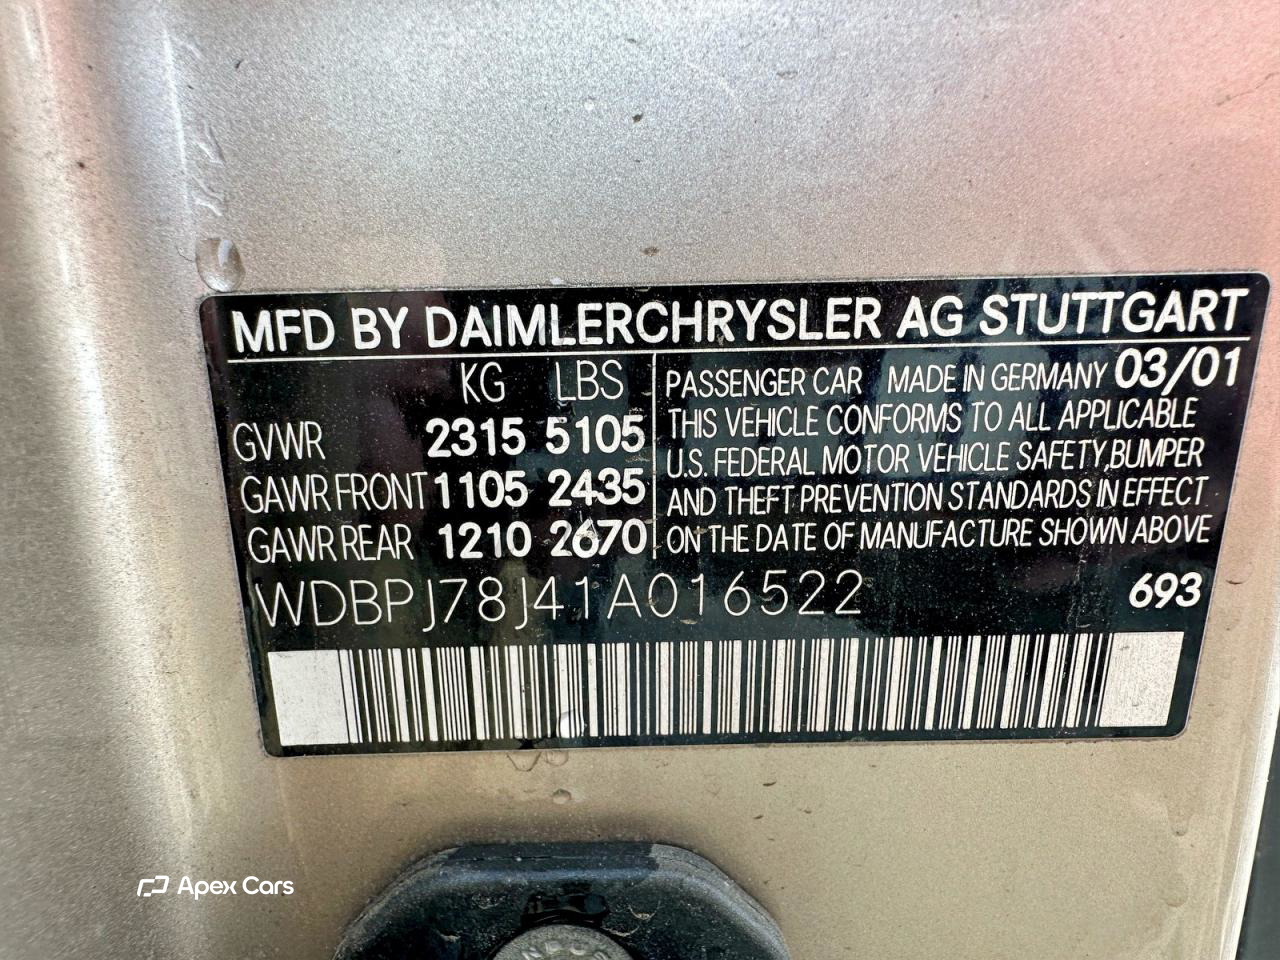 MFD BY DAIMLERCHRYSLER AG STUTTGART
KG LBS
GVWR 2315 5105
GAWR FRONT 1105 2435
GAWR REAR 1210 2670
PASSENGER CAR MADE IN GERMANY 03/01
THIS VEHICLE CONFORMS TO ALL APPLICABLE
U.S. FEDERAL MOTOR VEHICLE SAFETY,BUMPER
AND THEFT PREVENTION STANDARDS IN EFFECT
ON THE DATE OF MANUFACTURE SHOWN ABOVE
WDBPJ78J41A016522 693
Apex Cars